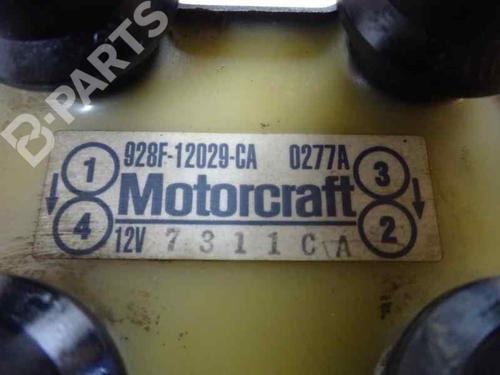 B-PARTS
928F-12029-CA 0277A
1 3
Motorcraft
4 2
12V 7311CA